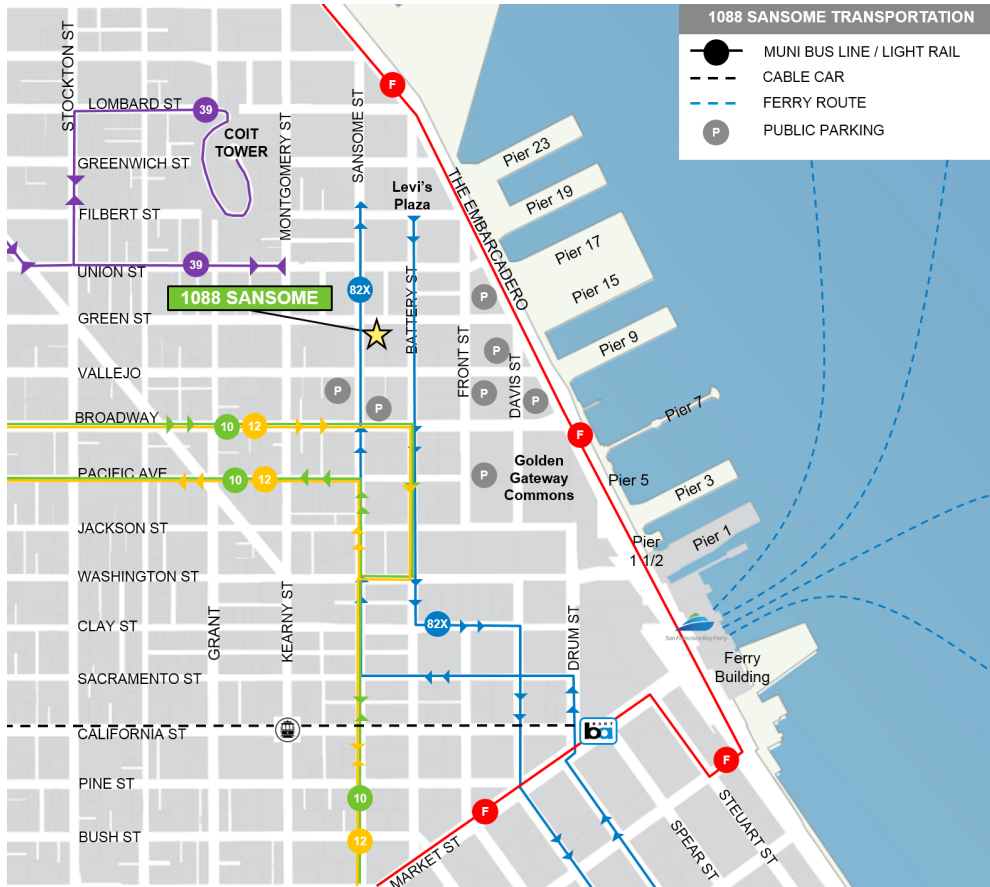 1088 SANSOME TRANSPORTATION
MUNI BUS LINE / LIGHT RAIL
CABLE CAR
FERRY ROUTE
P
PUBLIC PARKING
STOCKTON ST
LOMBARD ST
39
COIT
TOWER
GREENWICH ST
FILBERT ST
MONTGOMERY ST
SANSOME ST
F
Levi's
Plaza
THE EMBARCADERO
Pier 23
Pier 19
Pier 17
Pier 15
UNION ST
39
82X
1088 SANSOME
GREEN ST
BATTERY ST
P
Pier 9
VALLEJO
FRONT ST
P
DAVIS ST
P
P
P
P
Pier 7
BROADWAY
10
12
F
PACIFIC AVE
10
12
P
Golden
Gateway
Commons
Pier 5
Pier 3
JACKSON ST
Pier 1
Pier
1 1/2
WASHINGTON ST
CLAY ST
82X
GRANT
KEARNY ST
DRUM ST
San Francisco Bay Ferry
Ferry
Building
SACRAMENTO ST
CALIFORNIA ST
ba
F
PINE ST
10
F
BUSH ST
12
MARKET ST
SPEAR ST
STEUART ST